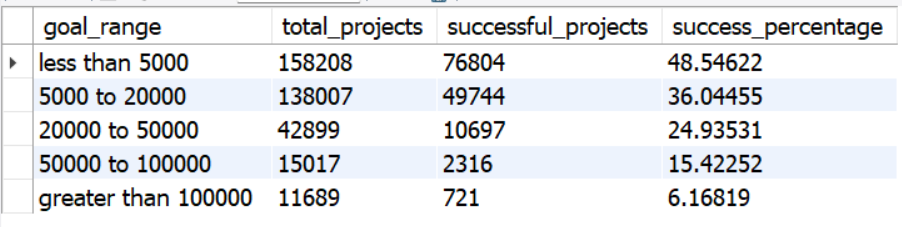 goal_range total_projects successful_projects success_percentage
less than 5000 158208 76804 48.54622
5000 to 20000 138007 49744 36.04455
20000 to 50000 42899 10697 24.93531
50000 to 100000 15017 2316 15.42252
greater than 100000 11689 721 6.16819